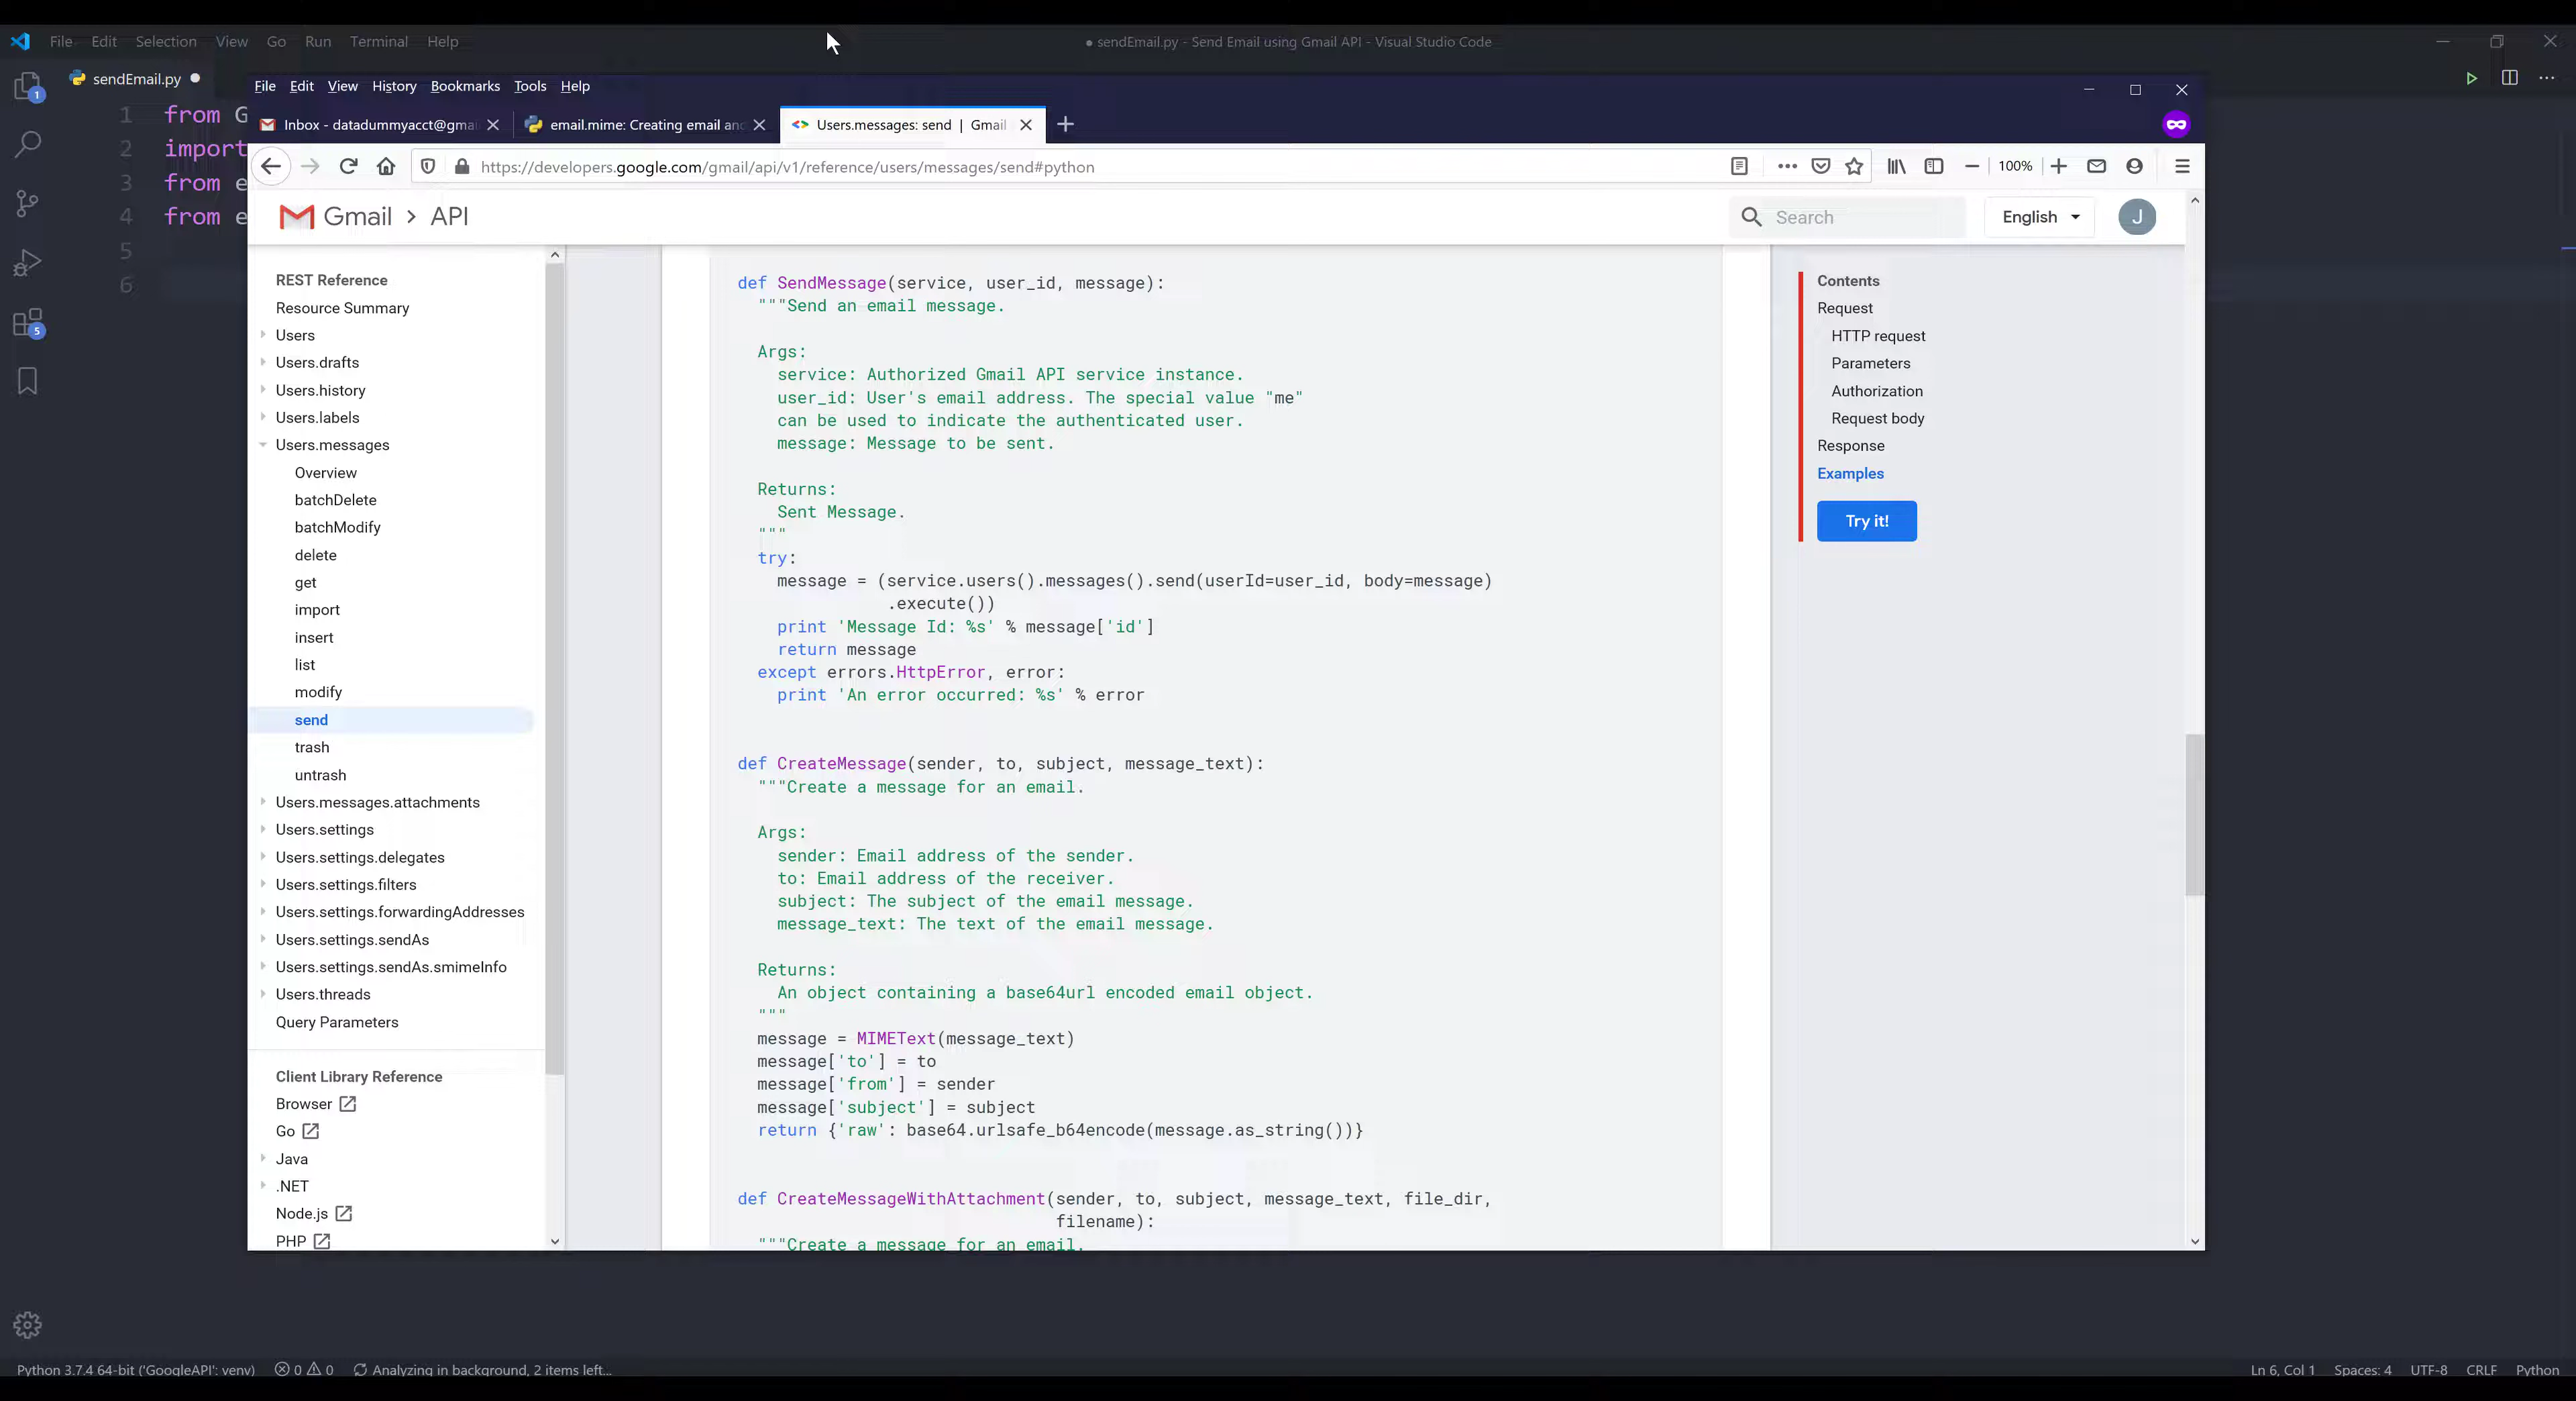 File Edit Selection View Go Run Terminal Help
● sendEmail.py - Send Email using Gmail API - Visual Studio Code
sendEmail.py
1 from G
2 import
3 from e
4 from e
5
6
1
5
File Edit View History Bookmarks Tools Help
Inbox - datadummyacct@gma
email.mime: Creating email and
Users.messages: send | Gmail
https://developers.google.com/gmail/api/v1/reference/users/messages/send#python
100%
Gmail > API
Search
English
J
REST Reference
Resource Summary
Users
Users.drafts
Users.history
Users.labels
Users.messages
Overview
batchDelete
batchModify
delete
get
import
insert
list
modify
send
trash
untrash
Users.messages.attachments
Users.settings
Users.settings.delegates
Users.settings.filters
Users.settings.forwardingAddresses
Users.settings.sendAs
Users.settings.sendAs.smimeInfo
Users.threads
Query Parameters
Client Library Reference
Browser
Go
Java
.NET
Node.js
PHP
def SendMessage(service, user_id, message):
"""Send an email message.
Args:
service: Authorized Gmail API service instance.
user_id: User's email address. The special value "me"
can be used to indicate the authenticated user.
message: Message to be sent.
Returns:
Sent Message.
"""
try:
message = (service.users().messages().send(userId=user_id, body=message)
.execute())
print 'Message Id: %s' % message['id']
return message
except errors.HttpError, error:
print 'An error occurred: %s' % error
def CreateMessage(sender, to, subject, message_text):
"""Create a message for an email.
Args:
sender: Email address of the sender.
to: Email address of the receiver.
subject: The subject of the email message.
message_text: The text of the email message.
Returns:
An object containing a base64url encoded email object.
"""
message = MIMEText(message_text)
message['to'] = to
message['from'] = sender
message['subject'] = subject
return {'raw': base64.urlsafe_b64encode(message.as_string())}
def CreateMessageWithAttachment(sender, to, subject, message_text, file_dir,
filename):
"""Create a message for an email.
Contents
Request
HTTP request
Parameters
Authorization
Request body
Response
Examples
Try it!
Python 3.7.4 64-bit ('GoogleAPI': venv) 0 0 Analyzing in background, 2 items left...
Ln 6, Col 1 Spaces: 4 UTF-8 CRLF Python